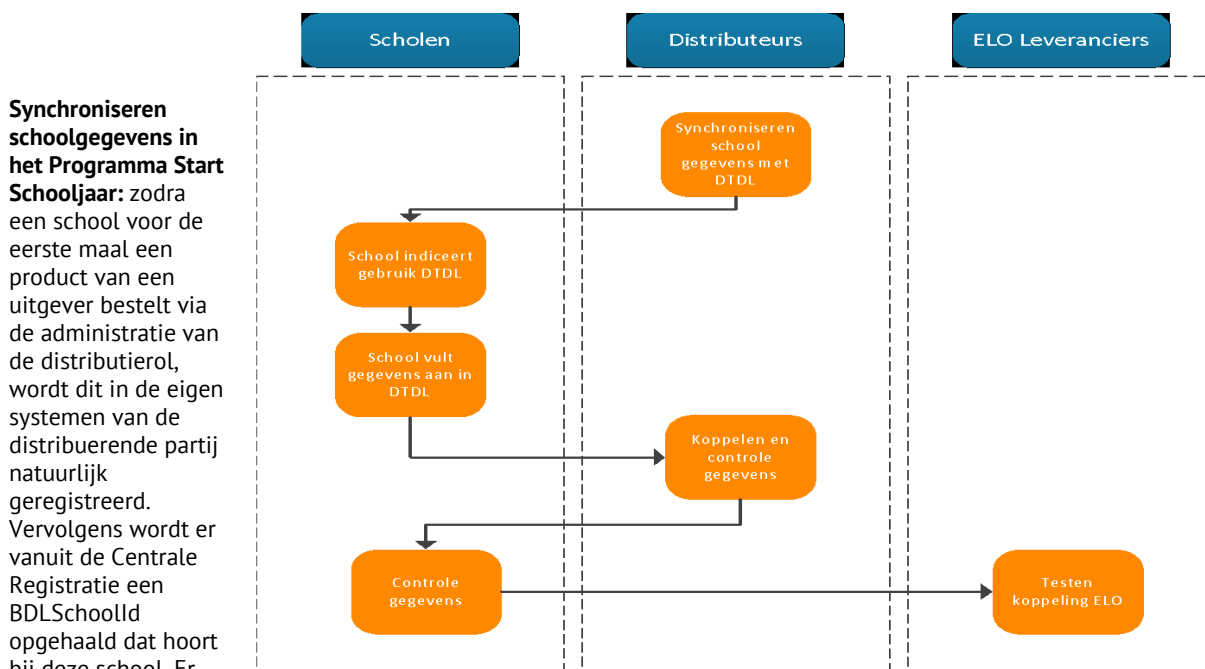 Scholen
Distributeurs
ELO Leveranciers
Synchroniseren
schoolgegevens in
het Programma Start
Schooljaar: zodra
een school voor de
eerste maal een
product van een
uitgever bestelt via
de administratie van
de distributierol,
wordt dit in de eigen
systemen van de
distribuerende partij
natuurlijk
geregistreerd.
Vervolgens wordt er
vanuit de Centrale
Registratie een
BDLSchoolId
opgehaald dat hoort
bij deze school. Er
Synchroniseren
school
gegevens met
DTDL
School indiceert
gebruik DTDL
School vult
gegevens aan in
DTDL
Koppelen en
controle
gegevens
Controle
gegevens
Testen
koppeling ELO